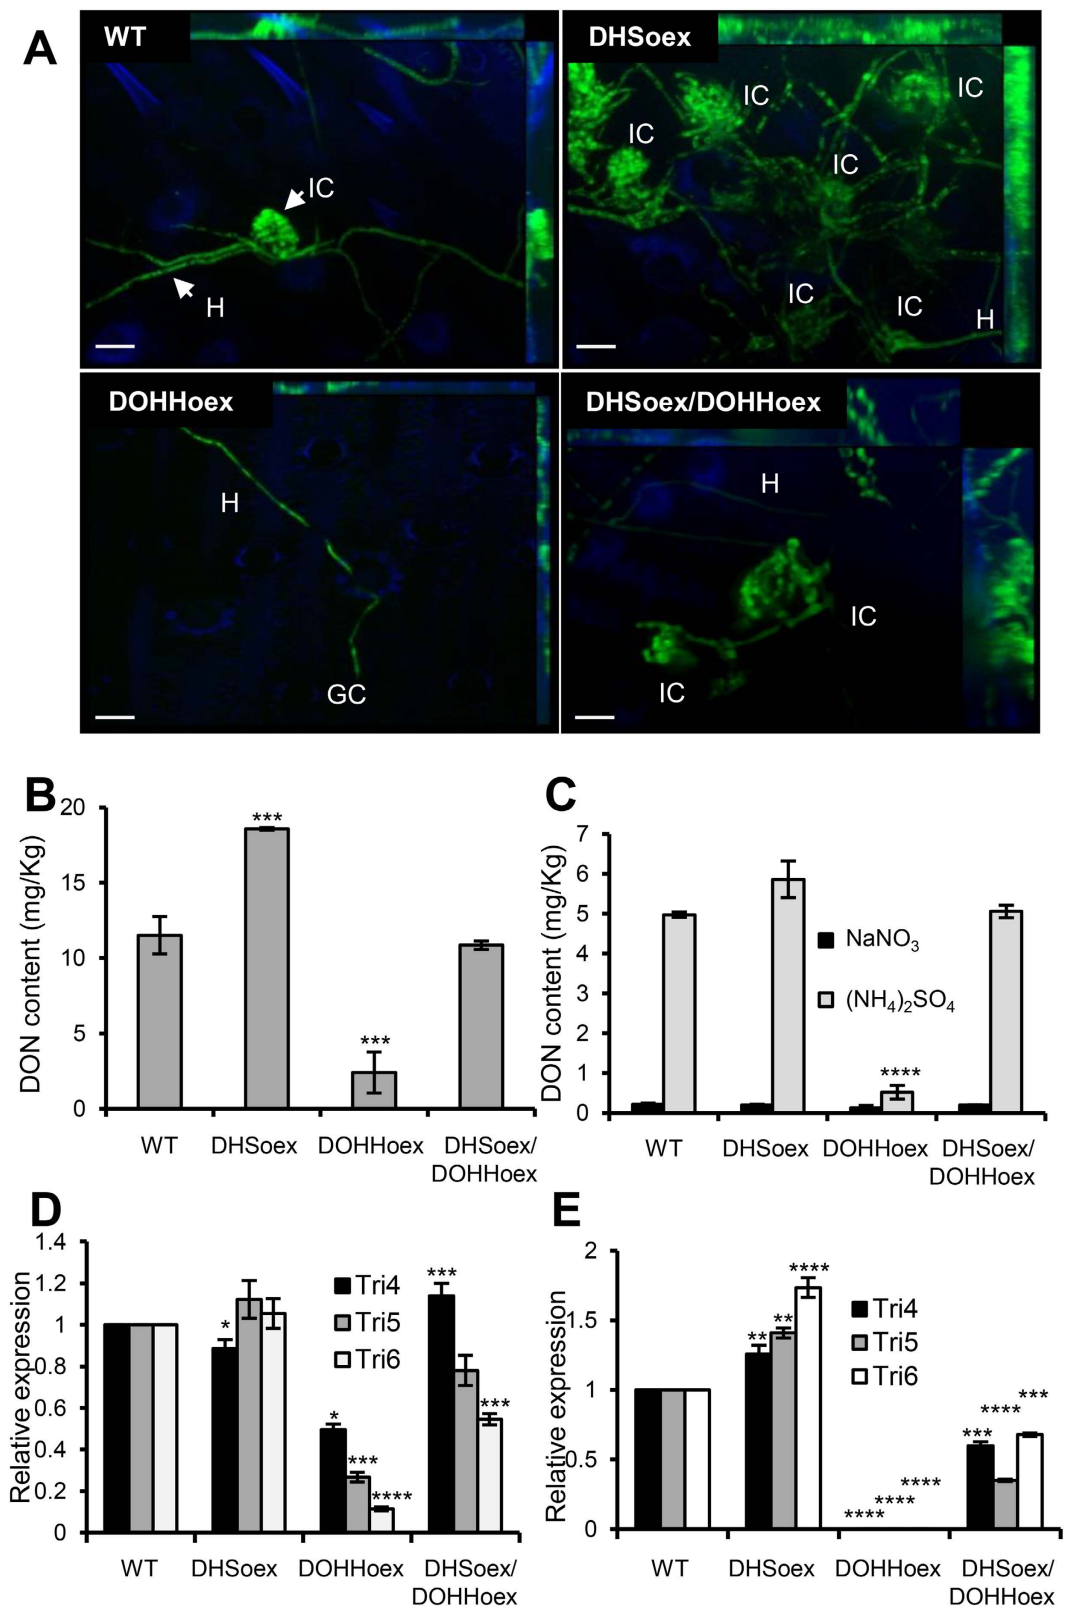 A
WT
IC
H
DHSoex
IC
IC
IC
IC
IC
IC
H
DOHHoex
H
GC
DHSoex/DOHHoex
H
IC
IC
B
DON content (mg/Kg)
20
15
10
5
0
***
***
WT
DHSoex
DOHHoex
DHSoex/
DOHHoex
C
DON content (mg/Kg)
7
6
5
4
3
2
1
0
NaNO3
(NH4)2SO4
****
WT
DHSoex
DOHHoex
DHSoex/
DOHHoex
D
Relative expression
1.4
1.2
1
0.8
0.6
0.4
0.2
0
Tri4
Tri5
Tri6
*
*
***
****
***
***
WT
DHSoex
DOHHoex
DHSoex/
DOHHoex
E
Relative expression
2
1.5
1
0.5
0
Tri4
Tri5
Tri6
**
**
****
****
****
****
***
****
***
WT
DHSoex
DOHHoex
DHSoex/
DOHHoex